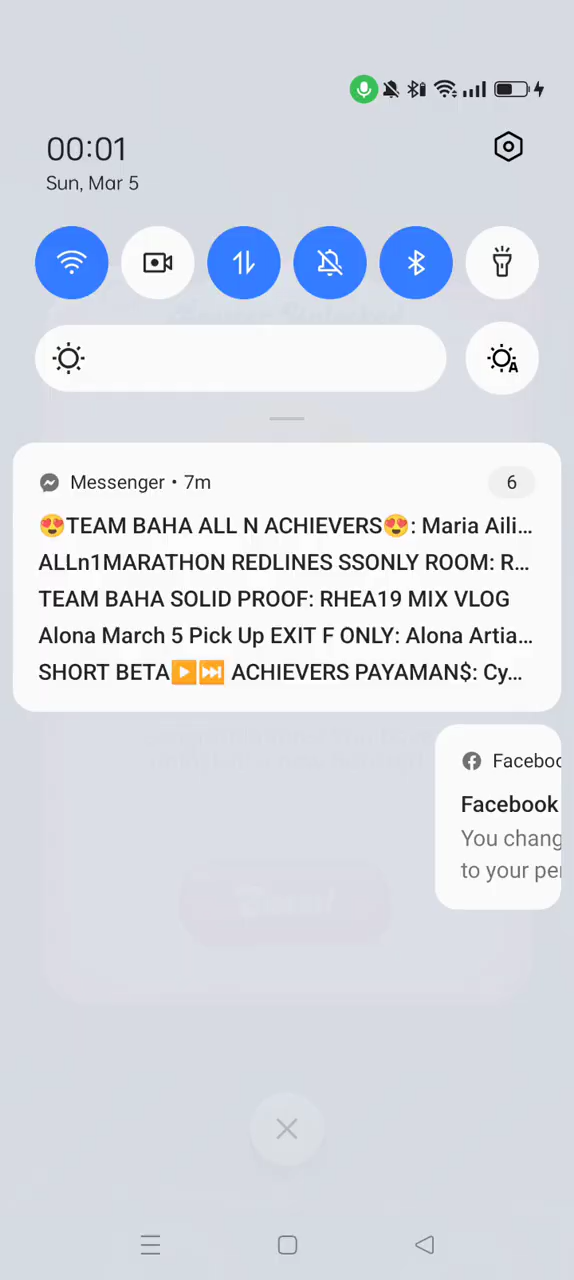 00:01
Sun, Mar 5
A
Messenger • 7m
6
😍TEAM BAHA ALL N ACHIEVERS😍: Maria Aili...
ALLn1MARATHON REDLINES SSONLY ROOM: R...
TEAM BAHA SOLID PROOF: RHEA19 MIX VLOG
Alona March 5 Pick Up EXIT F ONLY: Alona Artia...
SHORT BETA▶️⏭️ ACHIEVERS PAYAMAN$: Cy...
Faceboo
Facebook
You chang
to your per